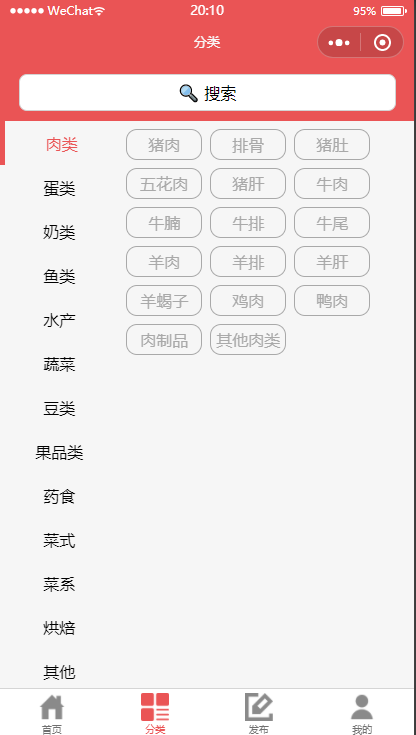 WeChat 20:10 95%
分类
搜索
肉类
蛋类
奶类
鱼类
水产
蔬菜
豆类
果品类
药食
菜式
菜系
烘焙
其他
猪肉 排骨 猪肚
五花肉 猪肝 牛肉
牛腩 牛排 牛尾
羊肉 羊排 羊肝
羊蝎子 鸡肉 鸭肉
肉制品 其他肉类
首页 分类 发布 我的